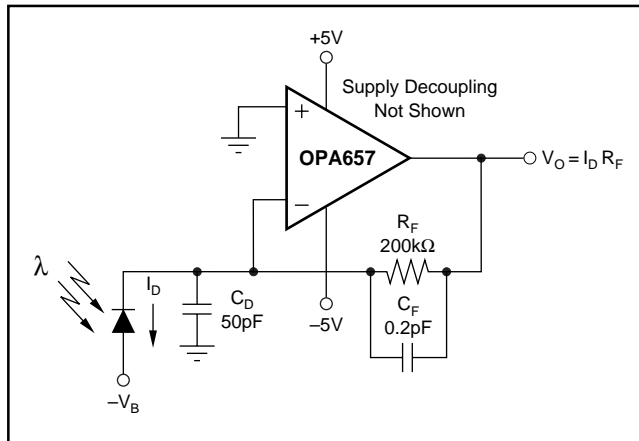 +5V
Supply Decoupling
Not Shown
+
OPA657
V_O = I_D R_F
–
R_F
200kΩ
λ
I_D
C_D
50pF
–5V
C_F
0.2pF
–V_B